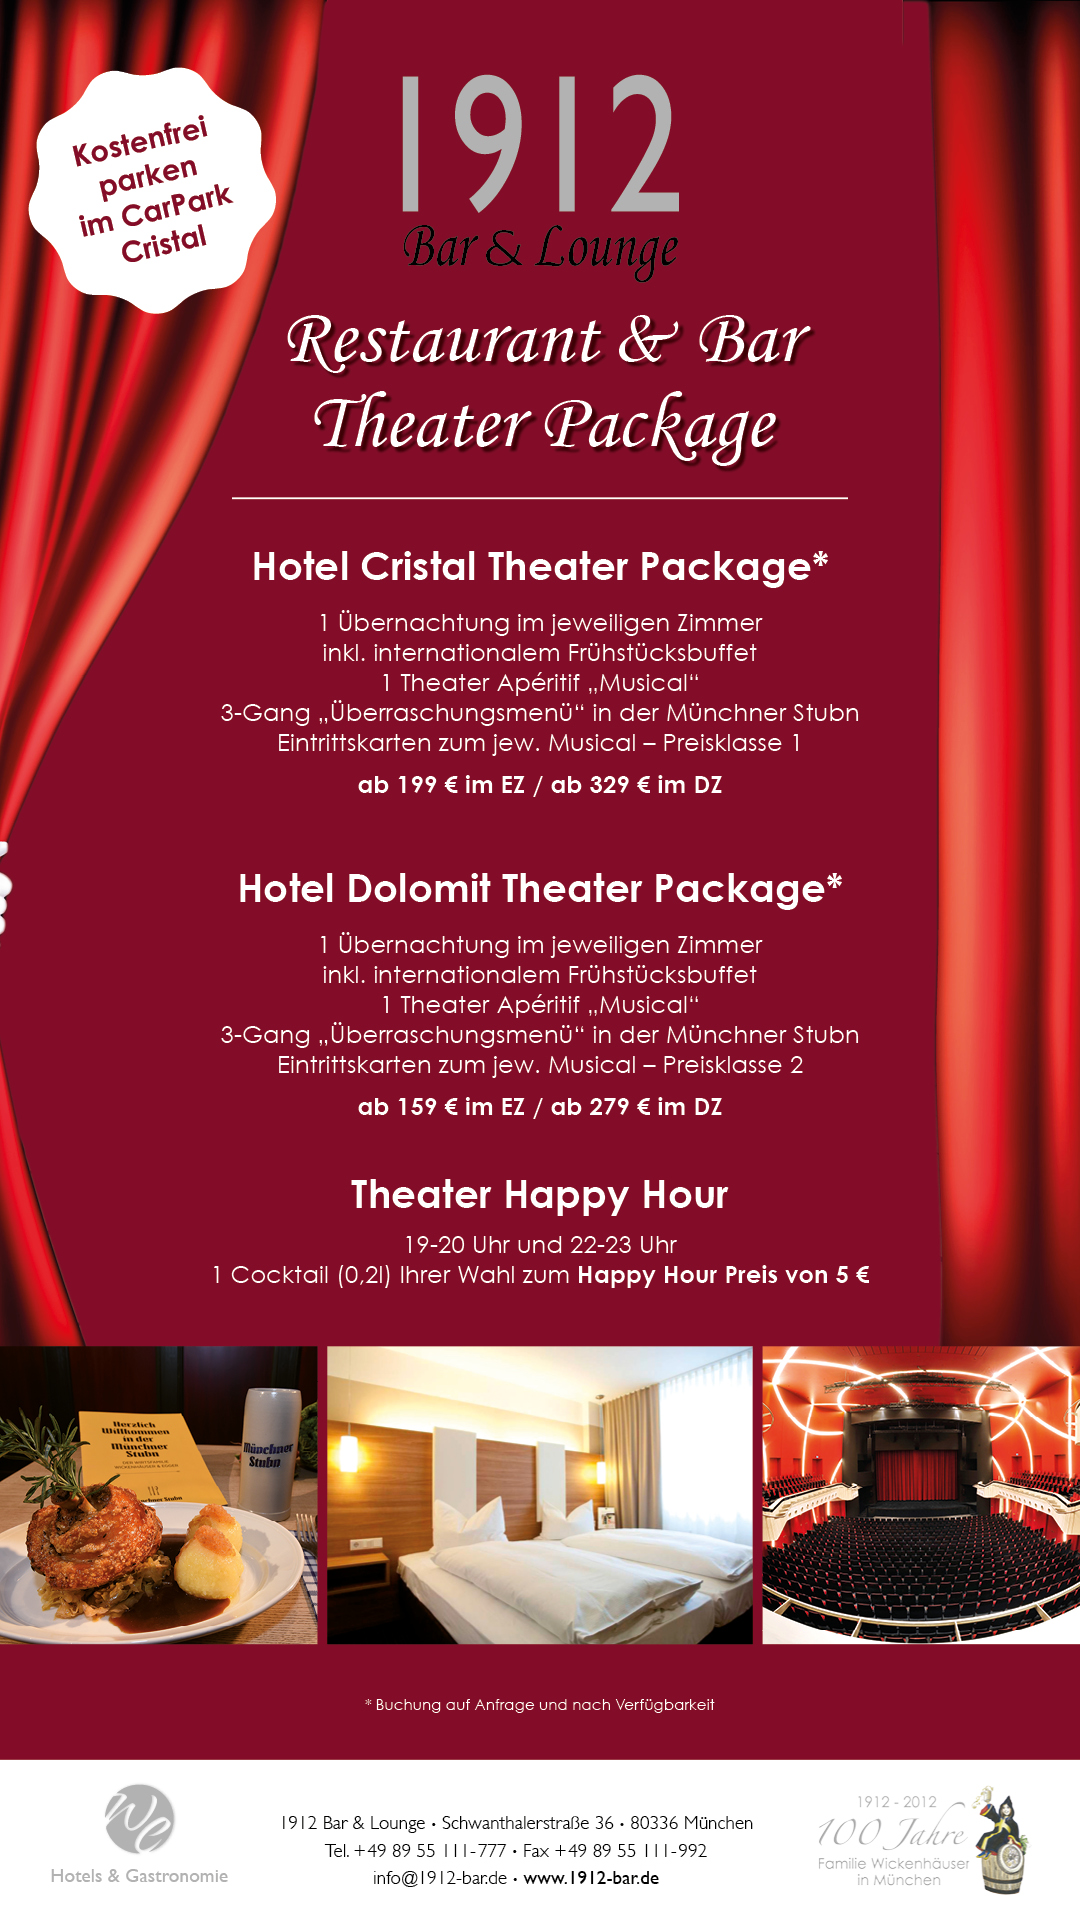 Kostenfrei
parken
im CarPark
Cristal
1912
Bar & Lounge
Restaurant & Bar
Theater Package
Hotel Cristal Theater Package*
1 Übernachtung im jeweiligen Zimmer
inkl. internationalem Frühstücksbuffet
1 Theater Apéritif „Musical“
3-Gang „Überraschungsmenü“ in der Münchner Stubn
Eintrittskarten zum jew. Musical – Preisklasse 1
ab 199 € im EZ / ab 329 € im DZ
Hotel Dolomit Theater Package*
1 Übernachtung im jeweiligen Zimmer
inkl. internationalem Frühstücksbuffet
1 Theater Apéritif „Musical“
3-Gang „Überraschungsmenü“ in der Münchner Stubn
Eintrittskarten zum jew. Musical – Preisklasse 2
ab 159 € im EZ / ab 279 € im DZ
Theater Happy Hour
19-20 Uhr und 22-23 Uhr
1 Cocktail (0,2l) Ihrer Wahl zum Happy Hour Preis von 5 €
Herzlich
Willkommen
in der
Münchner
Stubn
Münchner
Stubn
* Buchung auf Anfrage und nach Verfügbarkeit
We
Hotels & Gastronomie
1912 Bar & Lounge • Schwanthalerstraße 36 • 80336 München
Tel. +49 89 55 111-777 • Fax +49 89 55 111-992
info@1912-bar.de • www.1912-bar.de
1912 - 2012
100 Jahre
Familie Wickenhäuser
in München